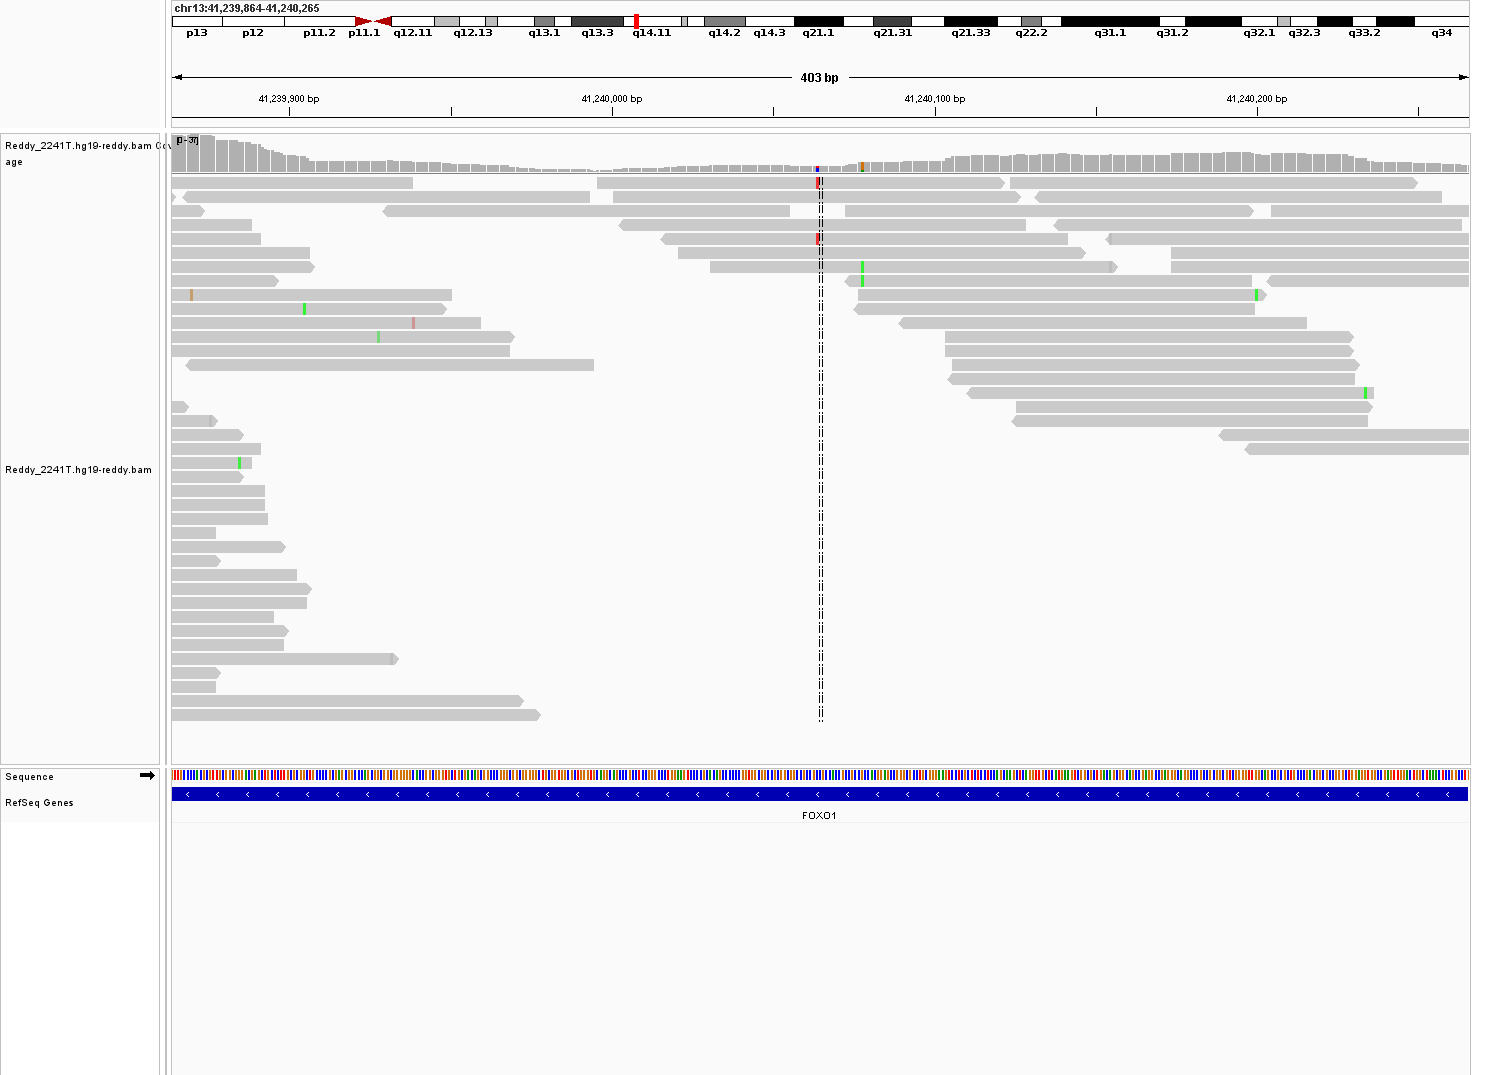 chr13:41,239,864-41,240,265
p13 p12 p11.2 p11.1 q12.11 q12.13 q13.1 q13.3 q14.11 q14.2 q14.3 q21.1 q21.31 q21.33 q22.2 q31.1 q31.2 q32.1 q32.3 q33.2 q34
403 bp
41,239,900 bp 41,240,000 bp 41,240,100 bp 41,240,200 bp
Reddy_2241T.hg19-reddy.bam Cov
age
[0 - 37]
Reddy_2241T.hg19-reddy.bam
Sequence
RefSeq Genes
FOXO1